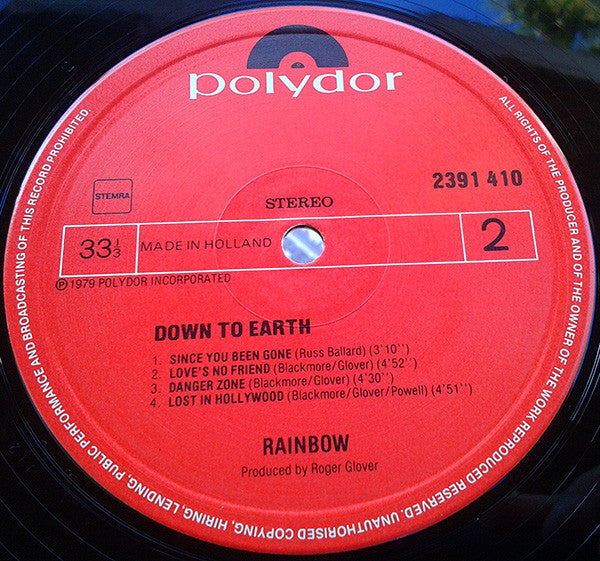 polydor
STEMRA
STEREO
2391 410
33⅓
MADE IN HOLLAND
2
℗ 1979 POLYDOR INCORPORATED
DOWN TO EARTH
1. SINCE YOU BEEN GONE (Russ Ballard) (3'10'')
2. LOVE'S NO FRIEND (Blackmore/Glover) (4'52'')
3. DANGER ZONE (Blackmore/Glover) (4'30'')
4. LOST IN HOLLYWOOD (Blackmore/Glover/Powell) (4'51'')
RAINBOW
Produced by Roger Glover
ALL RIGHTS OF THE PRODUCER AND OF THE OWNER OF THE WORK REPRODUCED RESERVED. UNAUTHORISED COPYING, HIRING, LENDING, PUBLIC PERFORMANCE AND BROADCASTING OF THIS RECORD PROHIBITED.